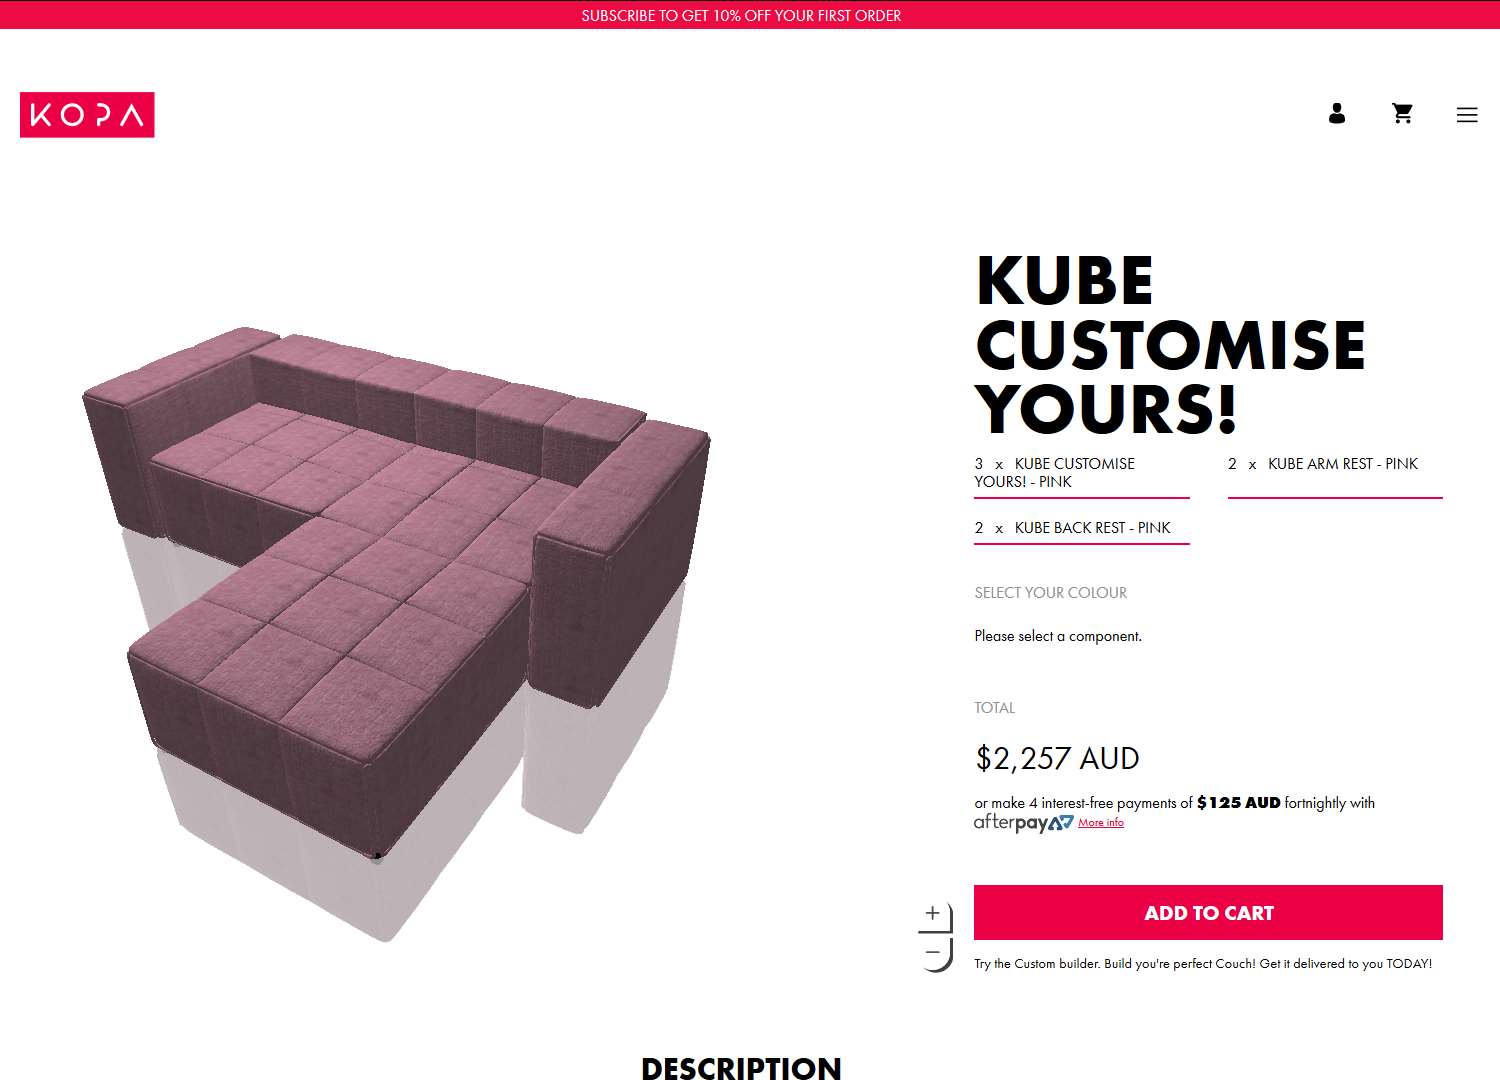 SUBSCRIBE TO GET 10% OFF YOUR FIRST ORDER
KOPA
KUBE
CUSTOMISE
YOURS!
3 x KUBE CUSTOMISE
YOURS! - PINK
2 x KUBE ARM REST - PINK
2 x KUBE BACK REST - PINK
SELECT YOUR COLOUR
Please select a component.
TOTAL
$2,257 AUD
or make 4 interest-free payments of $125 AUD fortnightly with
afterpay More info
+
ADD TO CART
−
Try the Custom builder. Build you're perfect Couch! Get it delivered to you TODAY!
DESCRIPTION